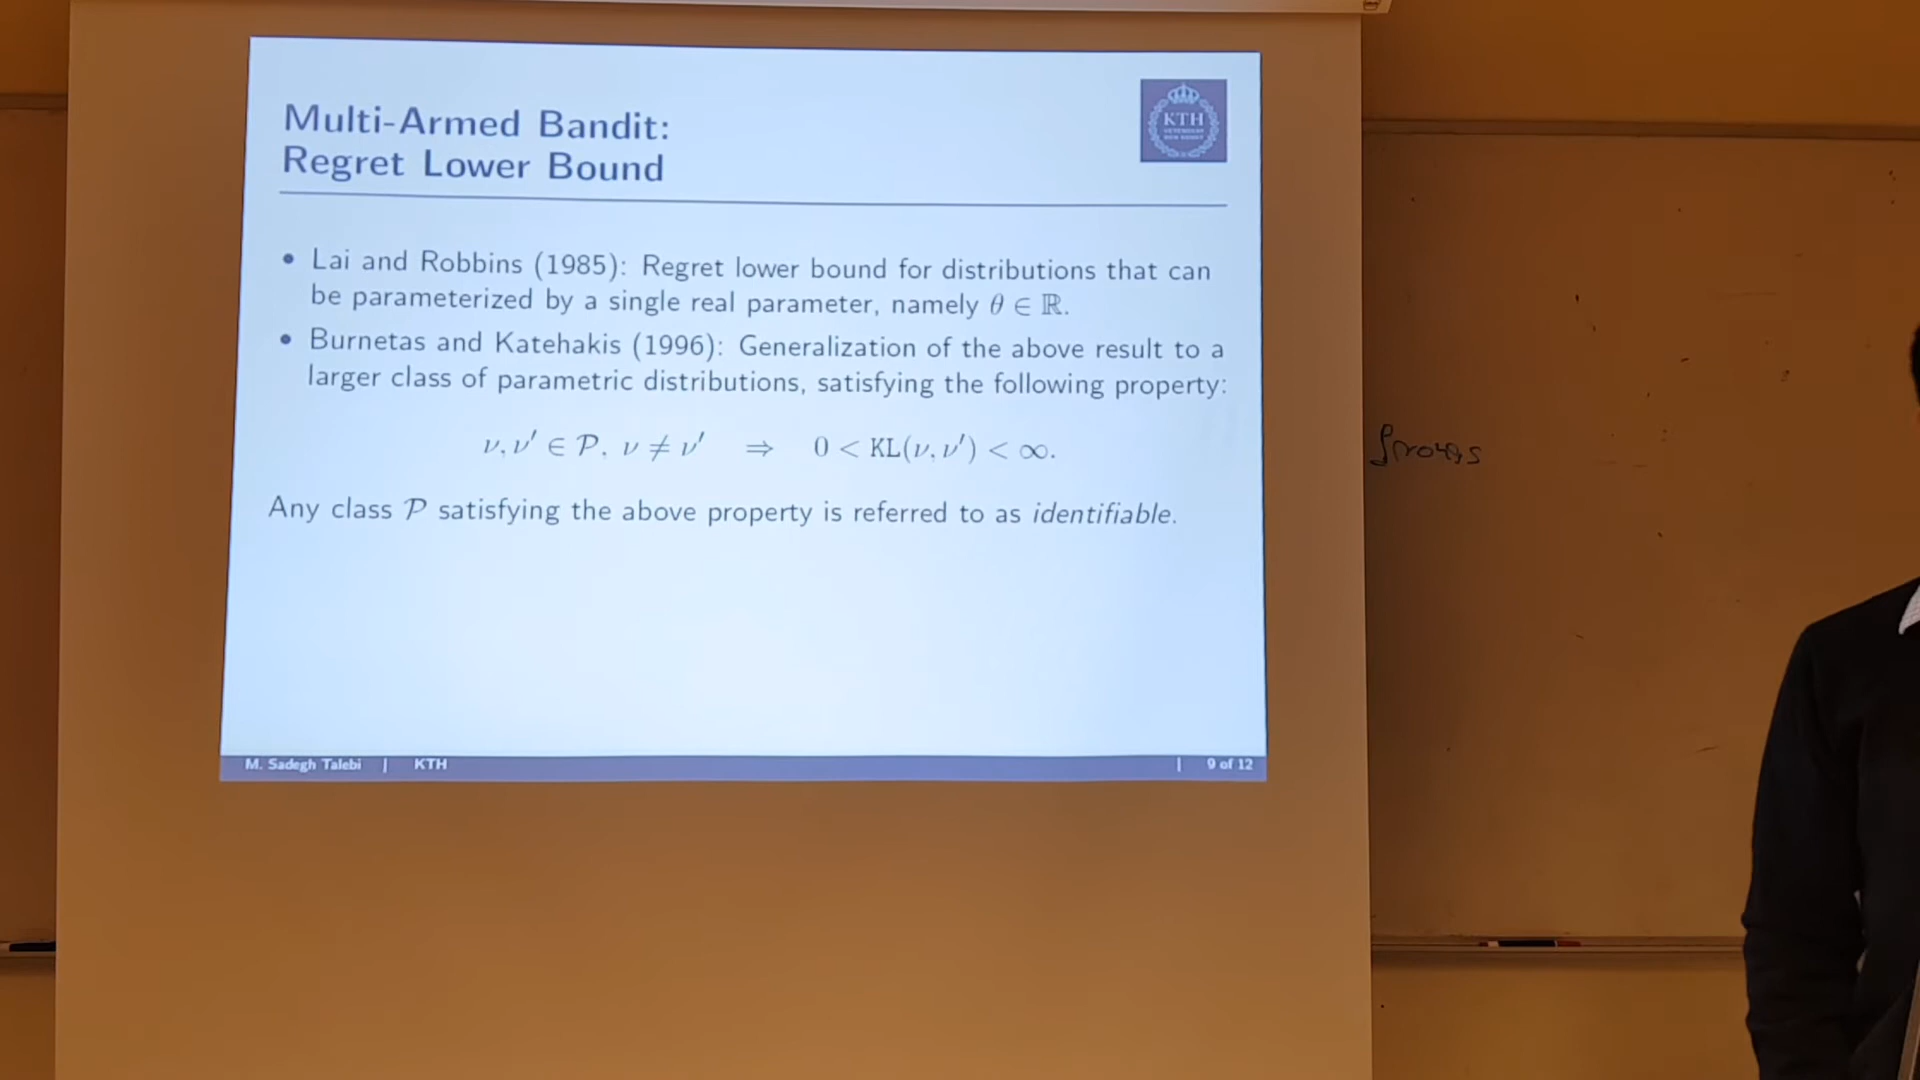 Multi-Armed Bandit:
Regret Lower Bound
KTH
• Lai and Robbins (1985): Regret lower bound for distributions that can
be parameterized by a single real parameter, namely θ ∈ ℝ.
• Burnetas and Katehakis (1996): Generalization of the above result to a
larger class of parametric distributions, satisfying the following property:
ν, ν′ ∈ 𝒫, ν ≠ ν′ ⇒ 0 < KL(ν, ν′) < ∞.
Any class 𝒫 satisfying the above property is referred to as identifiable.
M. Sadegh Talebi | KTH | 9 of 12